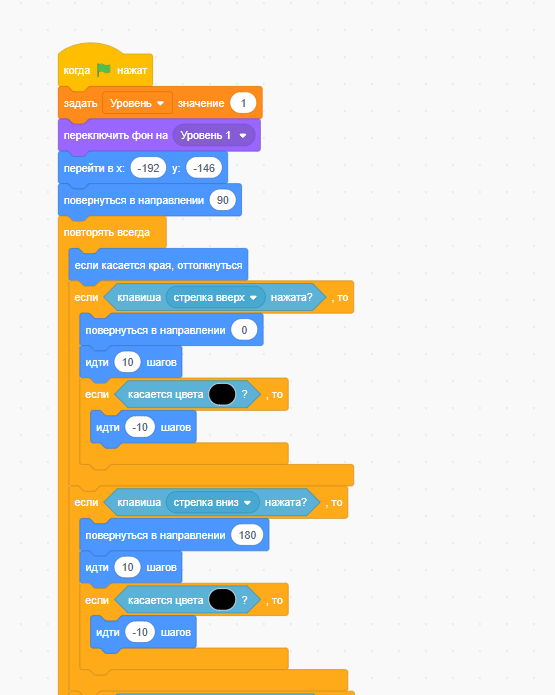 когда нажат
задать Уровень значение 1
переключить фон на Уровень 1
перейти в x: -192 y: -146
повернуться в направлении 90
повторять всегда
если касается края, оттолкнуться
если клавиша стрелка вверх нажата? , то
повернуться в направлении 0
идти 10 шагов
если касается цвета ? , то
идти -10 шагов
если клавиша стрелка вниз нажата? , то
повернуться в направлении 180
идти 10 шагов
если касается цвета ? , то
идти -10 шагов